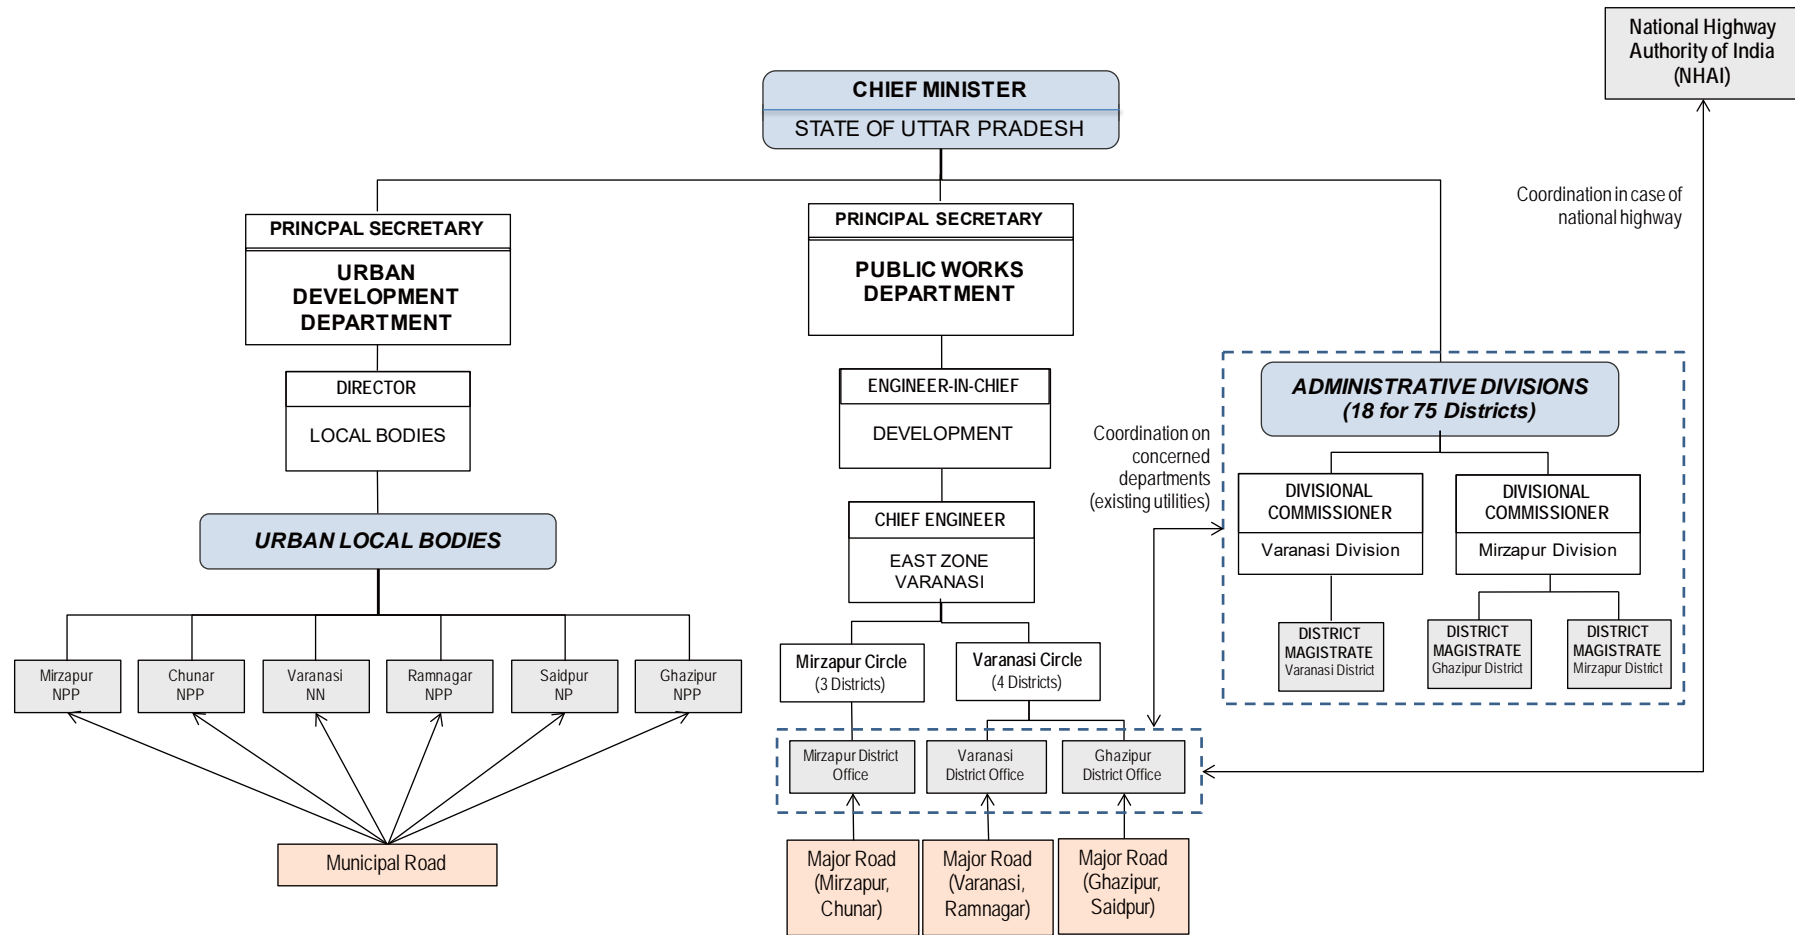 National Highway
Authority of India
(NHAI)
CHIEF MINISTER
STATE OF UTTAR PRADESH
Coordination in case of
national highway
PRINCPAL SECRETARY
URBAN
DEVELOPMENT
DEPARTMENT
PRINCIPAL SECRETARY
PUBLIC WORKS
DEPARTMENT
DIRECTOR
LOCAL BODIES
ENGINEER-IN-CHIEF
DEVELOPMENT
ADMINISTRATIVE DIVISIONS
(18 for 75 Districts)
Coordination on
concerned
departments
(existing utilities)
DIVISIONAL
COMMISSIONER
Varanasi Division
DIVISIONAL
COMMISSIONER
Mirzapur Division
URBAN LOCAL BODIES
CHIEF ENGINEER
EAST ZONE
VARANASI
DISTRICT
MAGISTRATE
Varanasi District
DISTRICT
MAGISTRATE
Ghazipur District
DISTRICT
MAGISTRATE
Mirzapur District
Mirzapur
NPP
Chunar
NPP
Varanasi
NN
Ramnagar
NPP
Saidpur
NP
Ghazipur
NPP
Mirzapur Circle
(3 Districts)
Varanasi Circle
(4 Districts)
Mirzapur District
Office
Varanasi
District Office
Ghazipur
District Office
Municipal Road
Major Road
(Mirzapur,
Chunar)
Major Road
(Varanasi,
Ramnagar)
Major Road
(Ghazipur,
Saidpur)